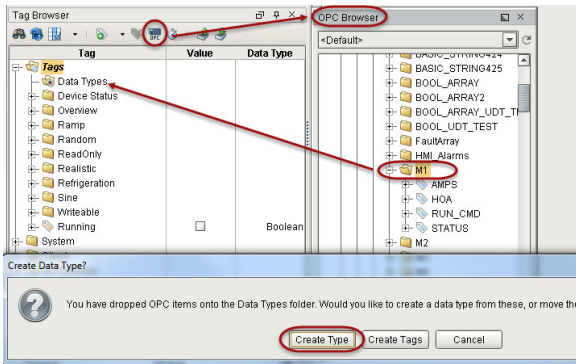 Tag Browser
OPC
Tag Value Data Type
Tags
Data Types
Device Status
Overview
Ramp
Random
ReadOnly
Realistic
Refrigeration
Sine
Writeable
Running Boolean
System
OPC Browser
<Default>
BASIC_STRING424
BASIC_STRING425
BOOL_ARRAY
BOOL_ARRAY2
BOOL_ARRAY_UDT_T
BOOL_UDT_TEST
FaultArray
HMI_Alarms
M1
AMPS
HOA
RUN_CMD
STATUS
M2
Create Data Type?
You have dropped OPC items onto the Data Types folder. Would you like to create a data type from these, or move the
Create Type Create Tags Cancel